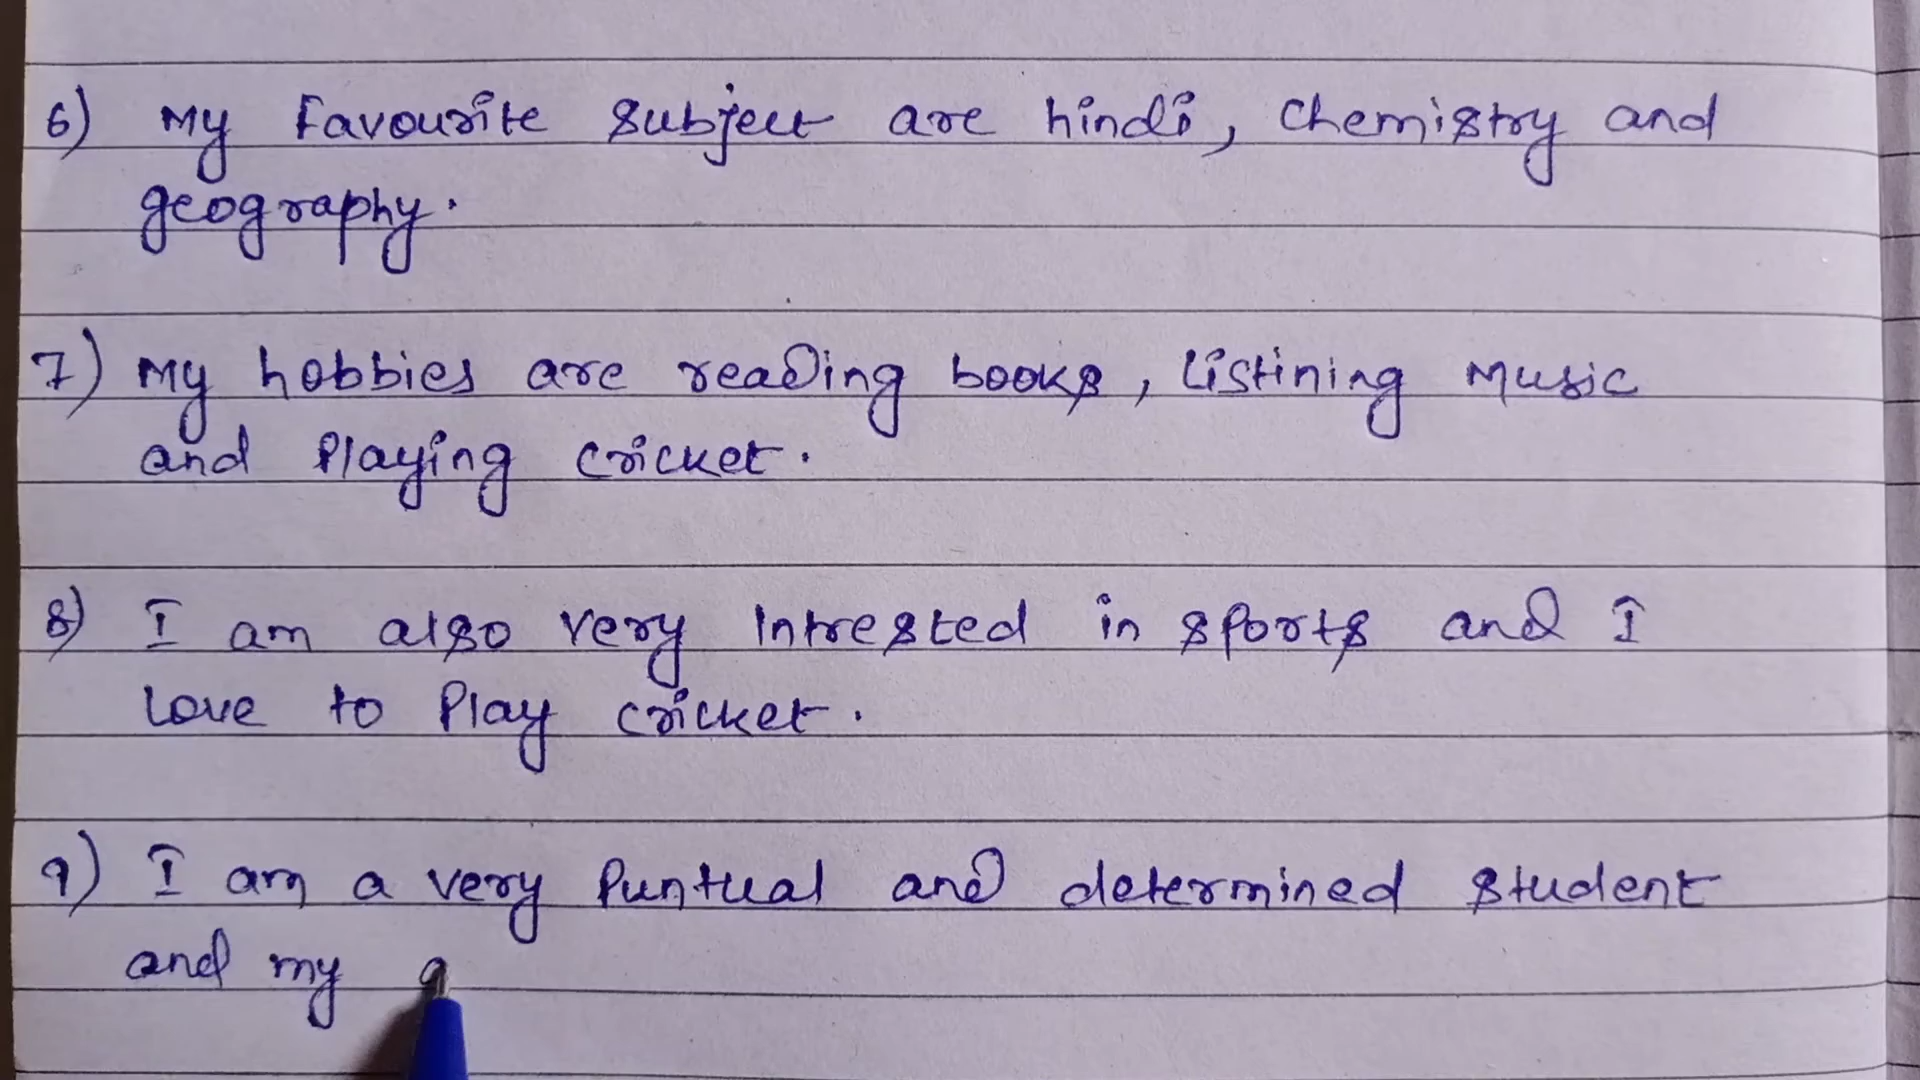 6) My Favourite subject are hindi, Chemistry and
geography.
7) My hobbies are reading books, Listining Music
and Playing cricket.
8) I am also very Intrested in sports and I
Love to Play cricket.
9) I am a very Puntual and determined student
and my